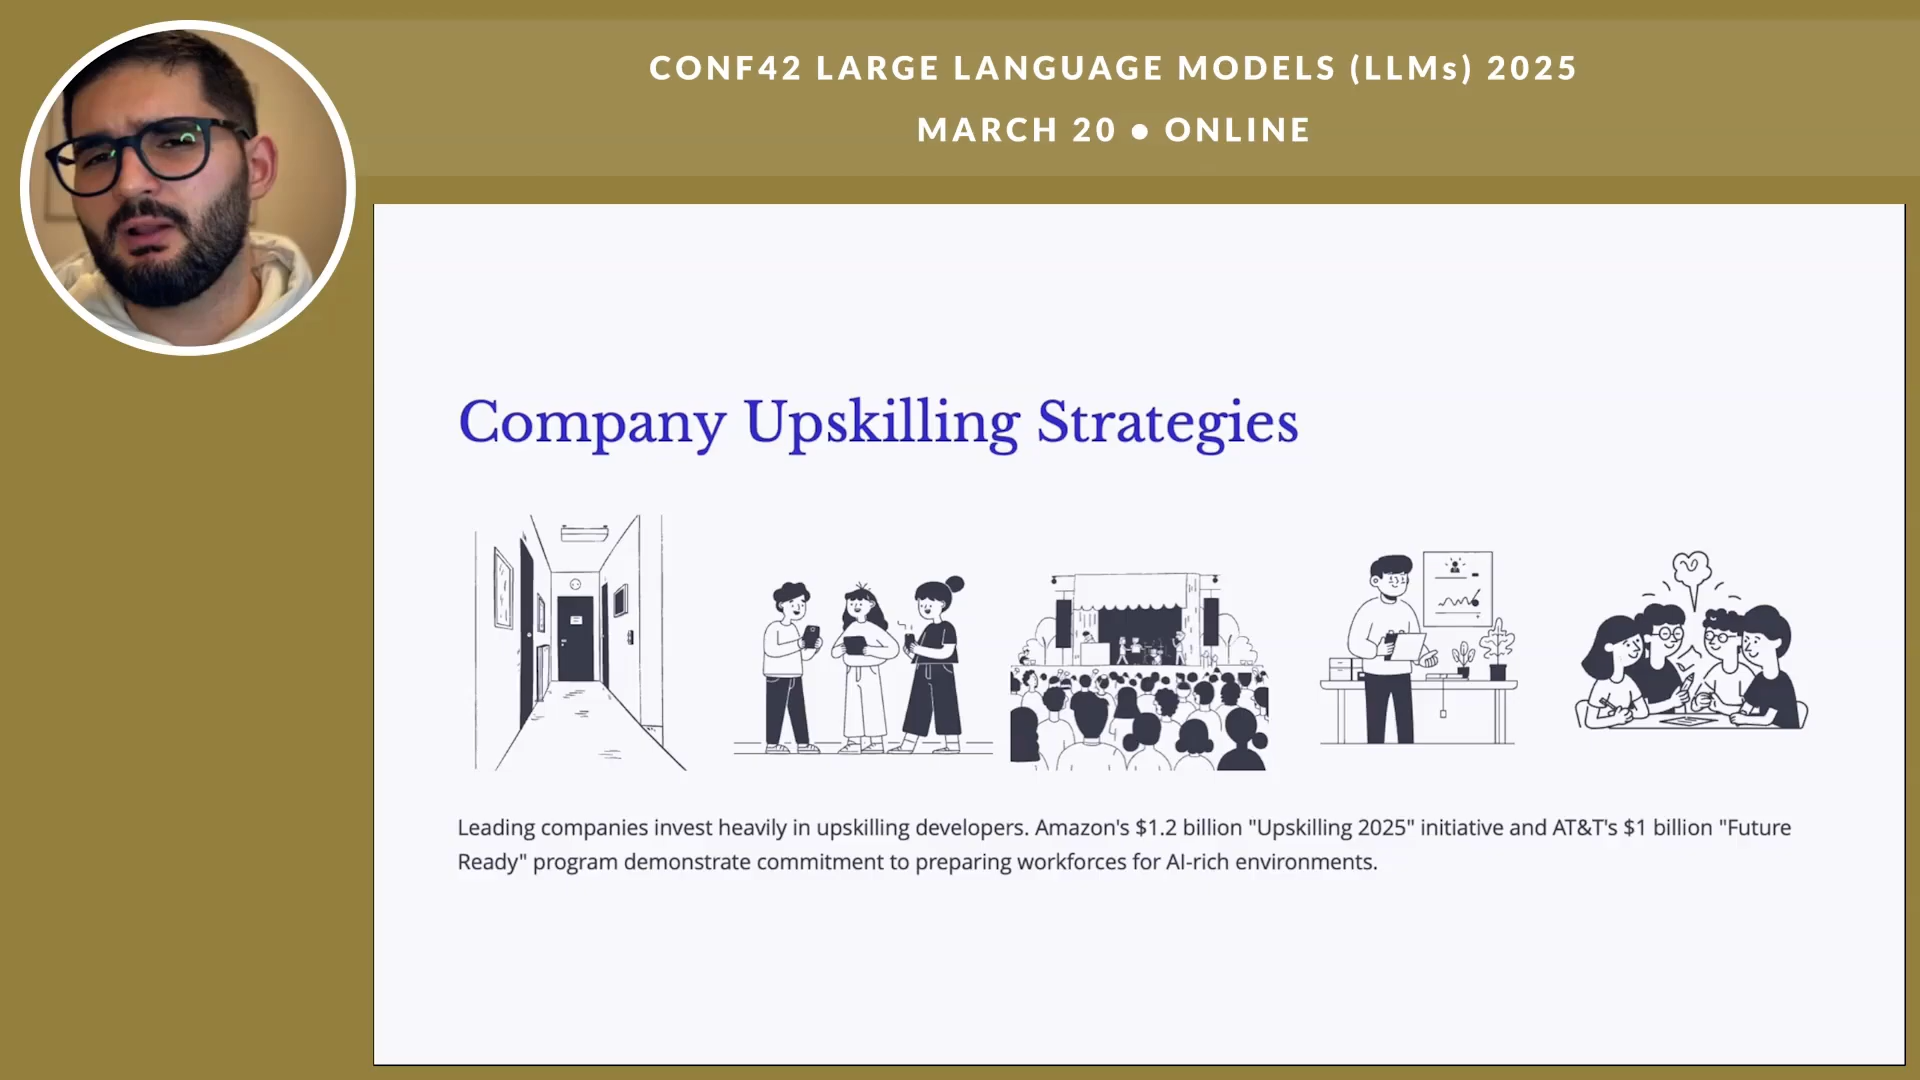 CONF42 LARGE LANGUAGE MODELS (LLMs) 2025
MARCH 20 ● ONLINE
Company Upskilling Strategies
Leading companies invest heavily in upskilling developers. Amazon's $1.2 billion "Upskilling 2025" initiative and AT&T's $1 billion "Future
Ready" program demonstrate commitment to preparing workforces for AI-rich environments.